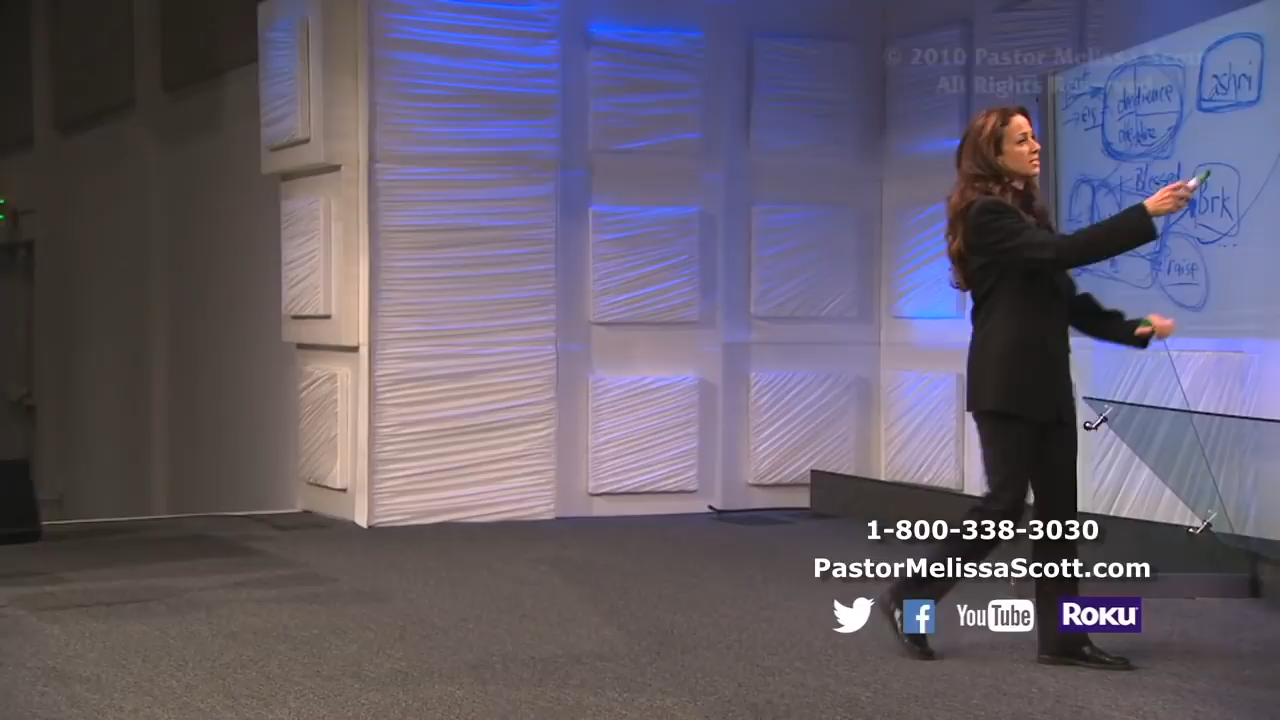 © 2010 Pastor Melissa Scott
All Rights
obedience
ashri
Blessed
Brk
raise
1-800-338-3030
PastorMelissaScott.com
YouTube
ROKU